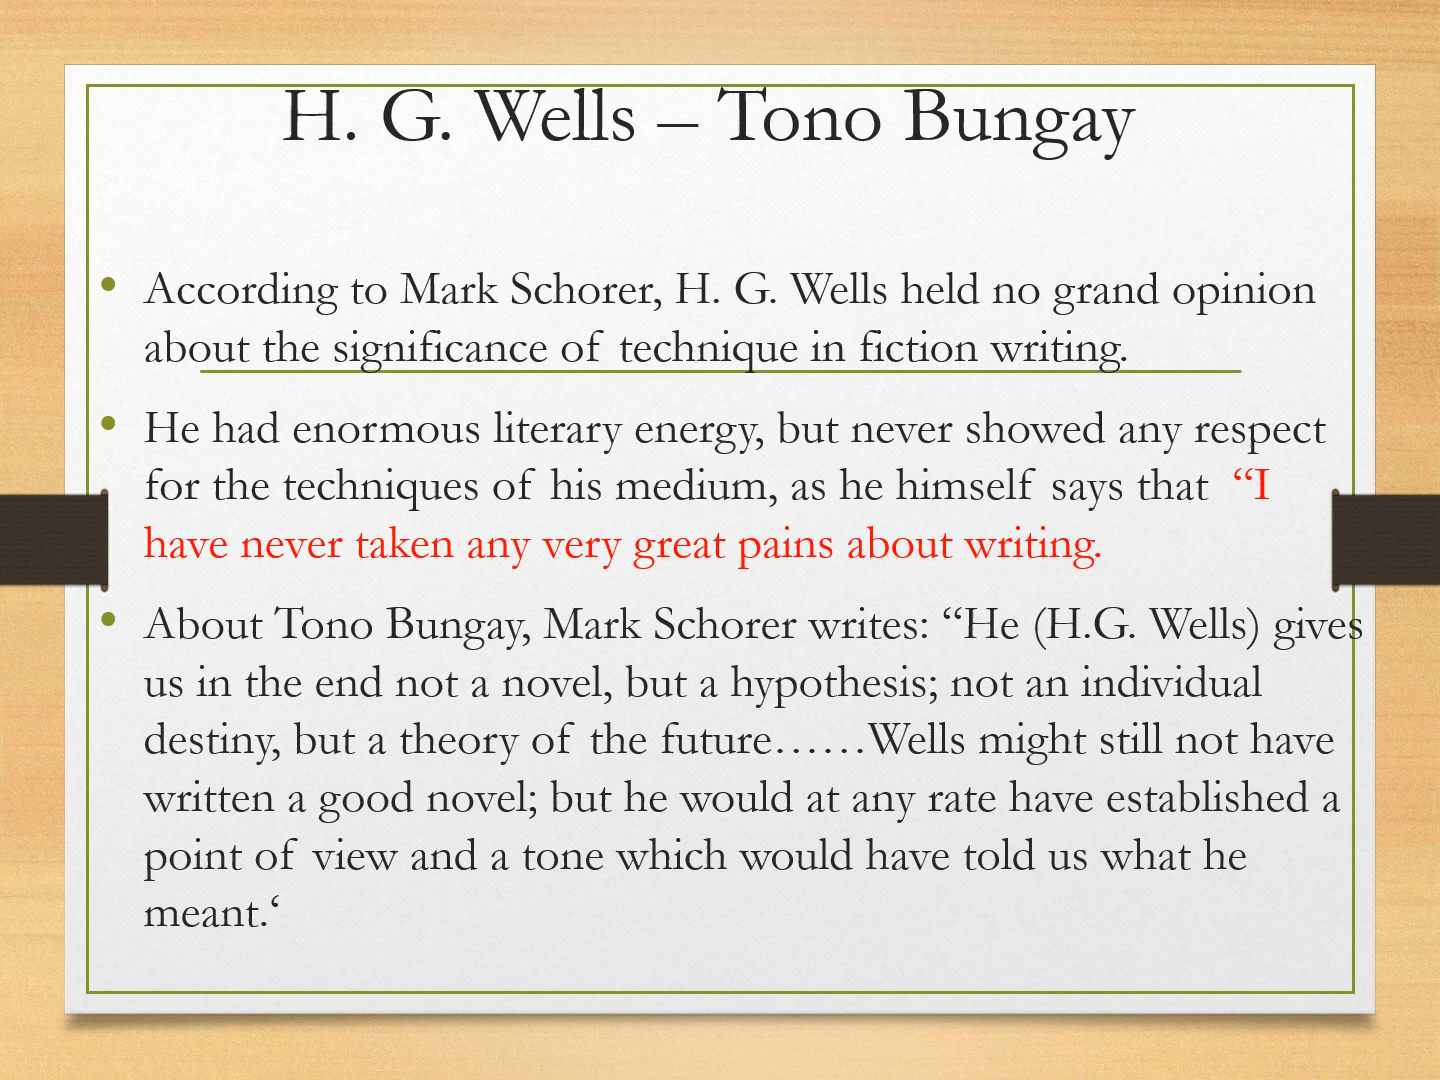 H. G. Wells – Tono Bungay
• According to Mark Schorer, H. G. Wells held no grand opinion
about the significance of technique in fiction writing.
• He had enormous literary energy, but never showed any respect
for the techniques of his medium, as he himself says that “I
have never taken any very great pains about writing.
• About Tono Bungay, Mark Schorer writes: “He (H.G. Wells) gives
us in the end not a novel, but a hypothesis; not an individual
destiny, but a theory of the future……Wells might still not have
written a good novel; but he would at any rate have established a
point of view and a tone which would have told us what he
meant.‘